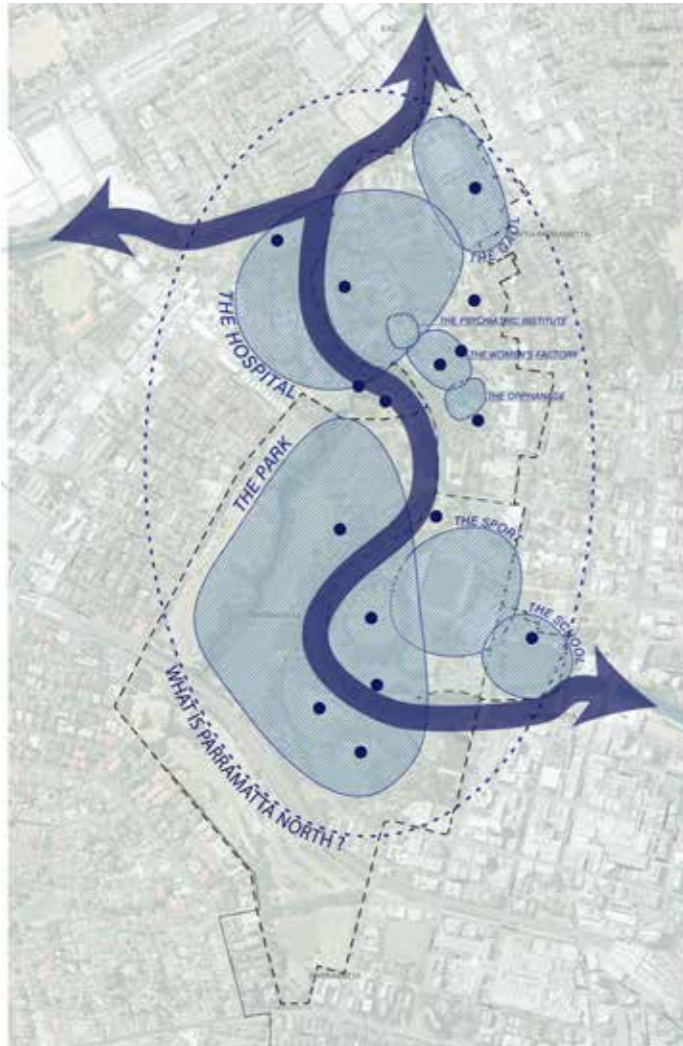 THE GAOL
THE HOSPITAL
THE PSYCHIATRIC INSTITUTE
THE WOMEN'S FACTORY
THE ORPHANAGE
THE PARK
THE SPORT
THE SCHOOL
WHAT IS PARRAMATTA NORTH ?